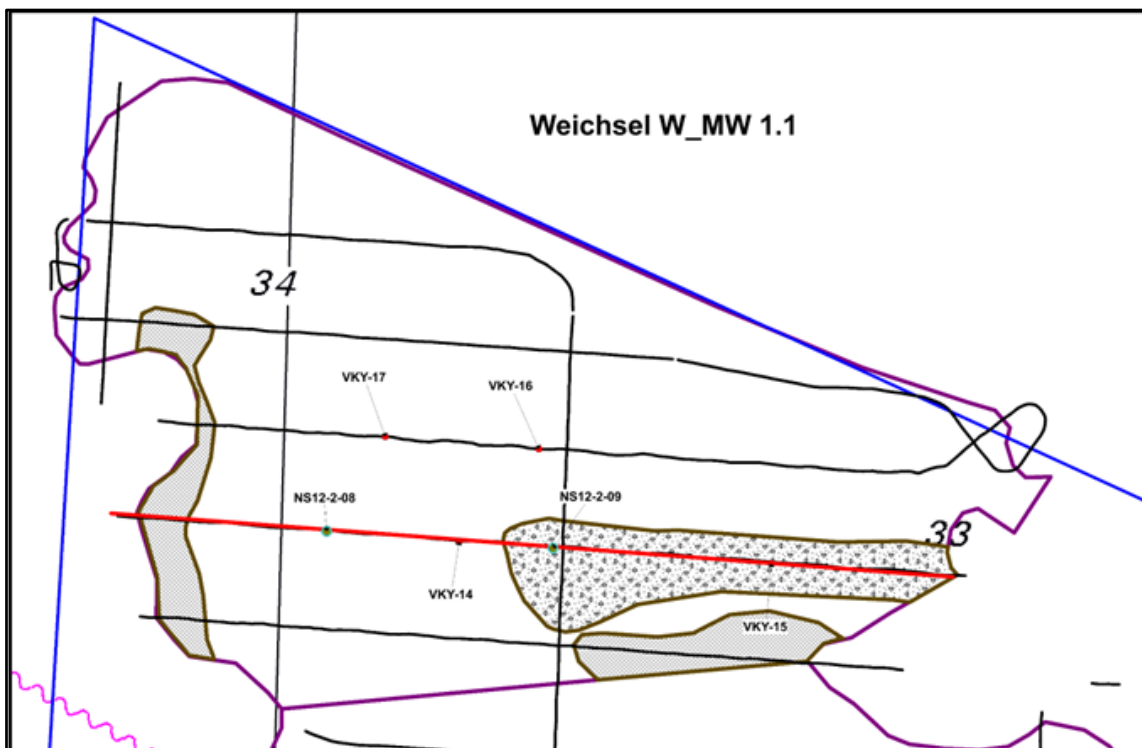 Weichsel W_MW 1.1
34
VKY-17
VKY-16
NS12-2-08
NS12-2-09
33
VKY-14
VKY-15